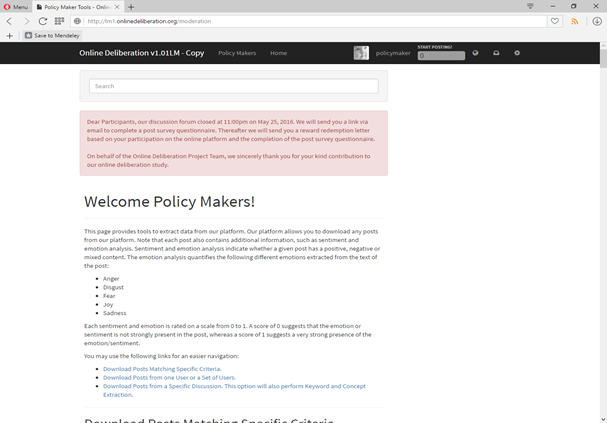 Menu
Policy Maker Tools - Online
http://lm1.onlinedeliberation.org/moderation
Save to Mendeley
Online Deliberation v1.01LM - Copy
Policy Makers
Home
policymaker
START POSTING!
0
Search
Dear Participants, our discussion forum closed at 11:00pm on May 25, 2016. We will send you a link via
email to complete a post survey questionnaire. Thereafter we will send you a reward redemption letter
based on your participation on the online platform and the completion of the post survey questionnaire.
On behalf of the Online Deliberation Project Team, we sincerely thank you for your kind contribution to
our online deliberation study.
Welcome Policy Makers!
This page provides tools to extract data from our platform. Our platform allows you to download any posts
from our platform. Note that each post also contains additional information, such as sentiment and
emotion analysis. Sentiment and emotion analysis indicate whether a given post has a positive, negative or
mixed content. The emotion analysis quantifies the following different emotions extracted from the text of
the post:
Anger
Disgust
Fear
Joy
Sadness
Each sentiment and emotion is rated on a scale from 0 to 1. A score of 0 suggests that the emotion or
sentiment is not strongly present in the post, whereas a score of 1 suggests a very strong presence of the
emotion/sentiment.
You may use the following links for an easier navigation:
Download Posts Matching Specific Criteria.
Download Posts from one User or a Set of Users.
Download Posts from a Specific Discussion. This option will also perform Keyword and Concept
Extraction.
Download Posts Matching Specific Criteria